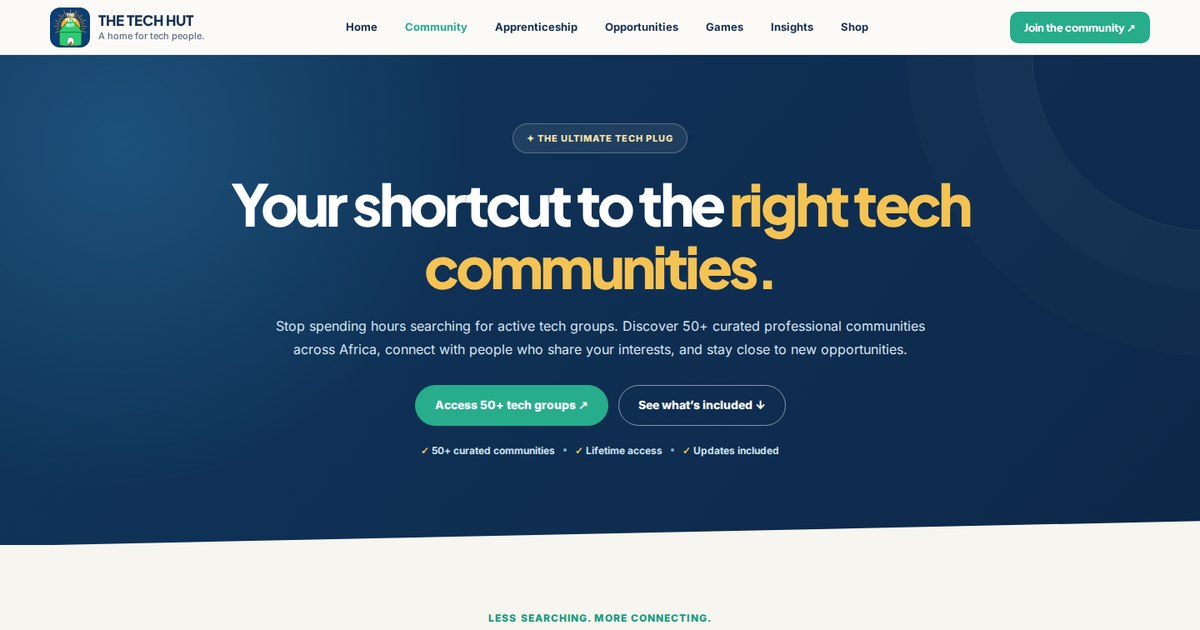 THE TECH HUT
A home for tech people.
Home
Community
Apprenticeship
Opportunities
Games
Insights
Shop
Join the community ↗
✦ THE ULTIMATE TECH PLUG
Your shortcut to the right tech
communities.
Stop spending hours searching for active tech groups. Discover 50+ curated professional communities
across Africa, connect with people who share your interests, and stay close to new opportunities.
Access 50+ tech groups ↗
See what's included ↓
✓ 50+ curated communities • ✓ Lifetime access • ✓ Updates included
LESS SEARCHING. MORE CONNECTING.